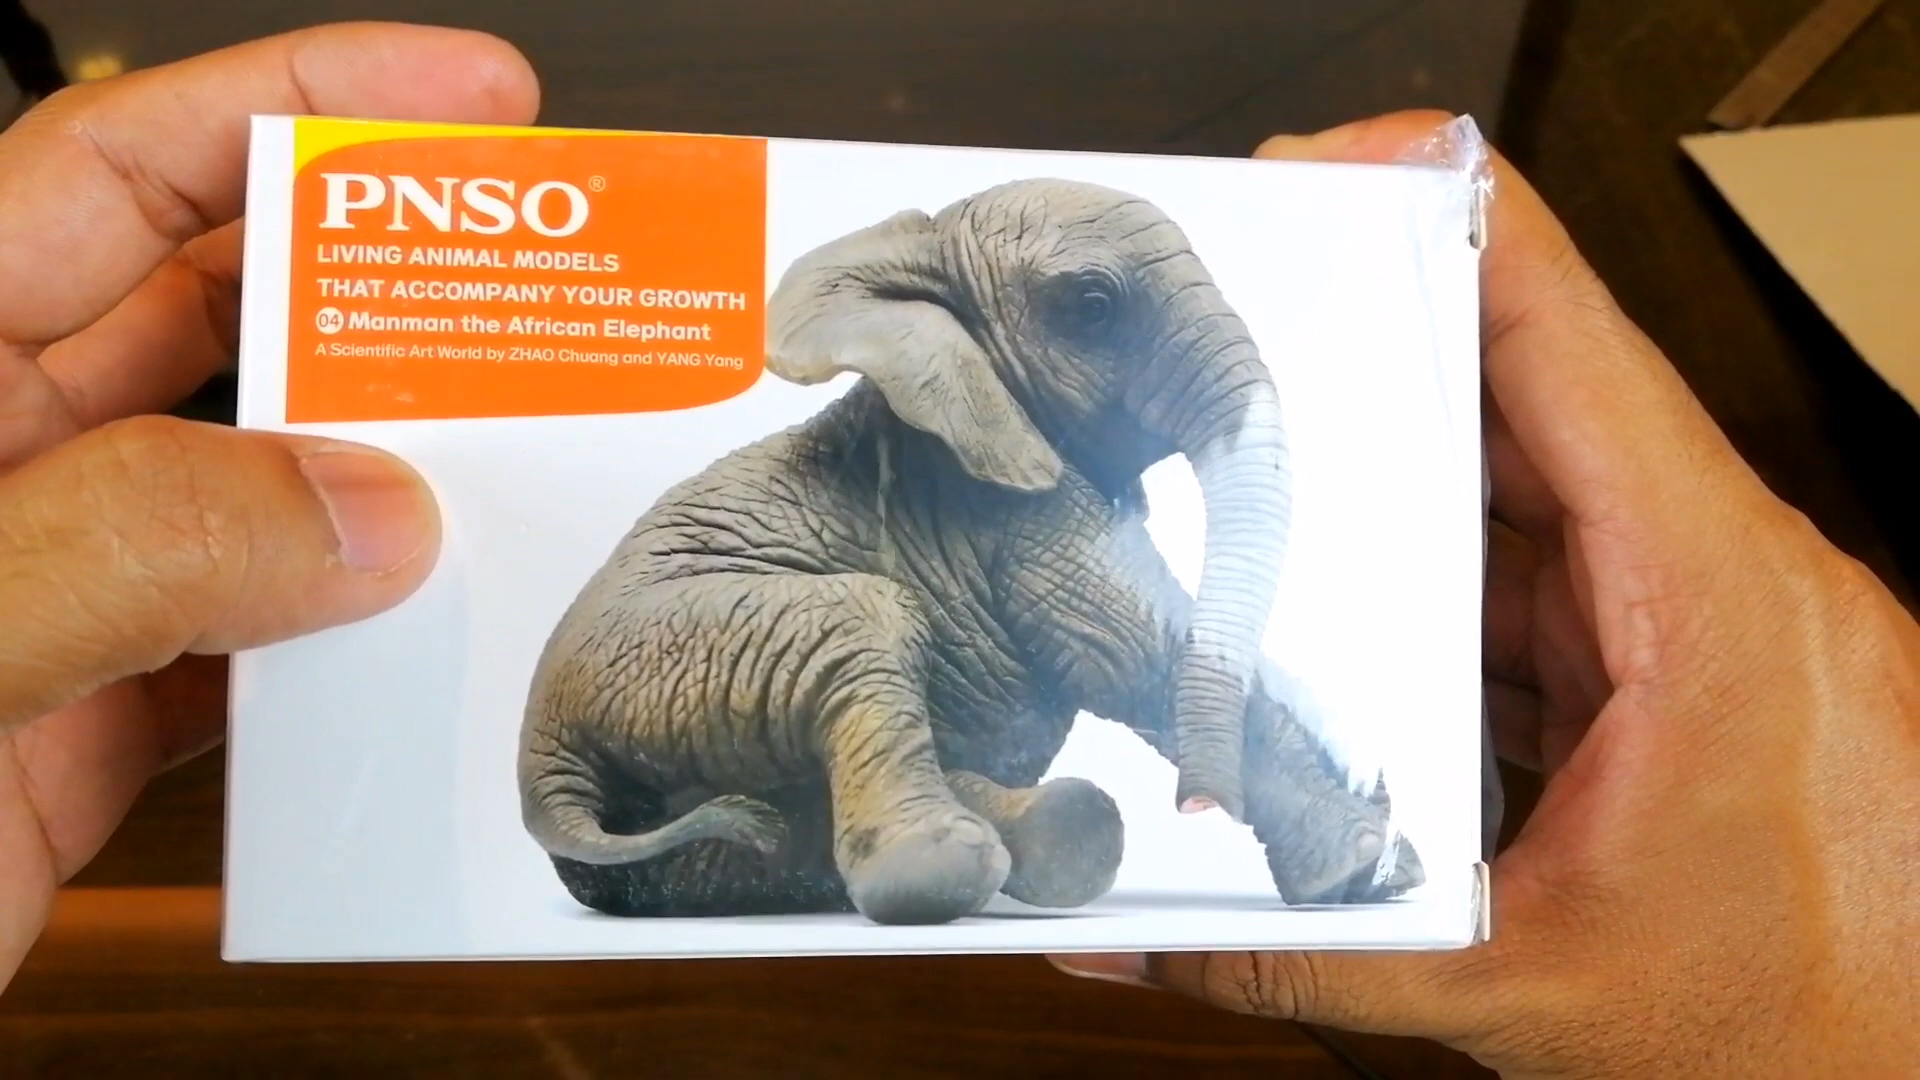 PNSO®
LIVING ANIMAL MODELS
THAT ACCOMPANY YOUR GROWTH
04 Manman the African Elephant
A Scientific Art World by ZHAO Chuang and YANG Yang